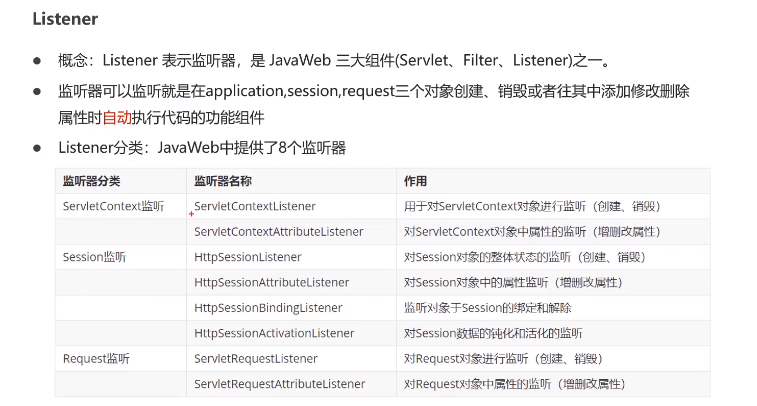 Listener
● 概念：Listener 表示监听器，是 JavaWeb 三大组件(Servlet、Filter、Listener)之一。
● 监听器可以监听就是在application,session,request三个对象创建、销毁或者往其中添加修改删除
属性时自动执行代码的功能组件
● Listener分类：JavaWeb中提供了8个监听器
监听器分类 监听器名称 作用
ServletContext监听 ServletContextListener 用于对ServletContext对象进行监听（创建、销毁）
ServletContextAttributeListener 对ServletContext对象中属性的监听（增删改属性）
Session监听 HttpSessionListener 对Session对象的整体状态的监听（创建、销毁）
HttpSessionAttributeListener 对Session对象中的属性监听（增删改属性）
HttpSessionBindingListener 监听对象于Session的绑定和解除
HttpSessionActivationListener 对Session数据的钝化和活化的监听
Request监听 ServletRequestListener 对Request对象进行监听（创建、销毁）
ServletRequestAttributeListener 对Request对象中属性的监听（增删改属性）